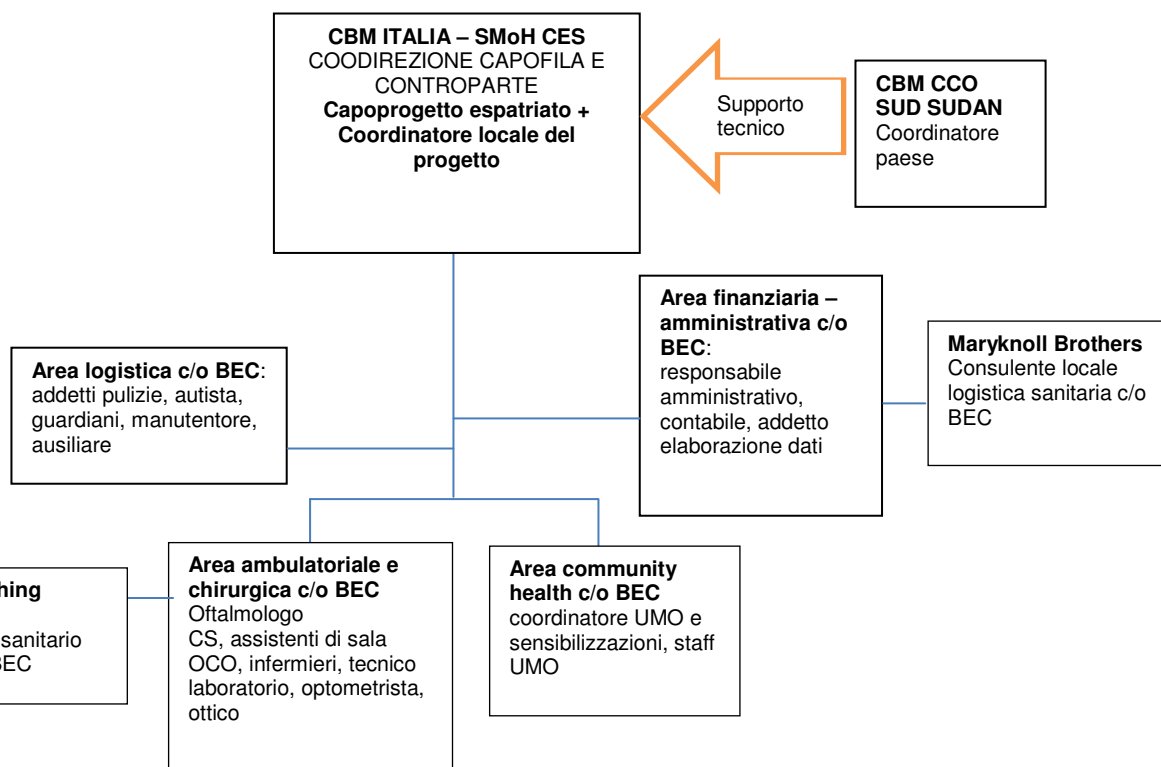 CBM ITALIA – SMoH CES
COODIREZIONE CAPOFILA E
CONTROPARTE
Capoprogetto espatriato +
Coordinatore locale del
progetto
Supporto
tecnico
CBM CCO
SUD SUDAN
Coordinatore
paese
Area finanziaria –
amministrativa c/o
BEC:
responsabile
amministrativo,
contabile, addetto
elaborazione dati
Maryknoll Brothers
Consulente locale
logistica sanitaria c/o
BEC
Area logistica c/o BEC:
addetti pulizie, autista,
guardiani, manutentore,
ausiliare
sanitario
BEC
Area ambulatoriale e
chirurgica c/o BEC
Oftalmologo
CS, assistenti di sala
OCO, infermieri, tecnico
laboratorio, optometrista,
ottico
Area community
health c/o BEC
coordinatore UMO e
sensibilizzazioni, staff
UMO